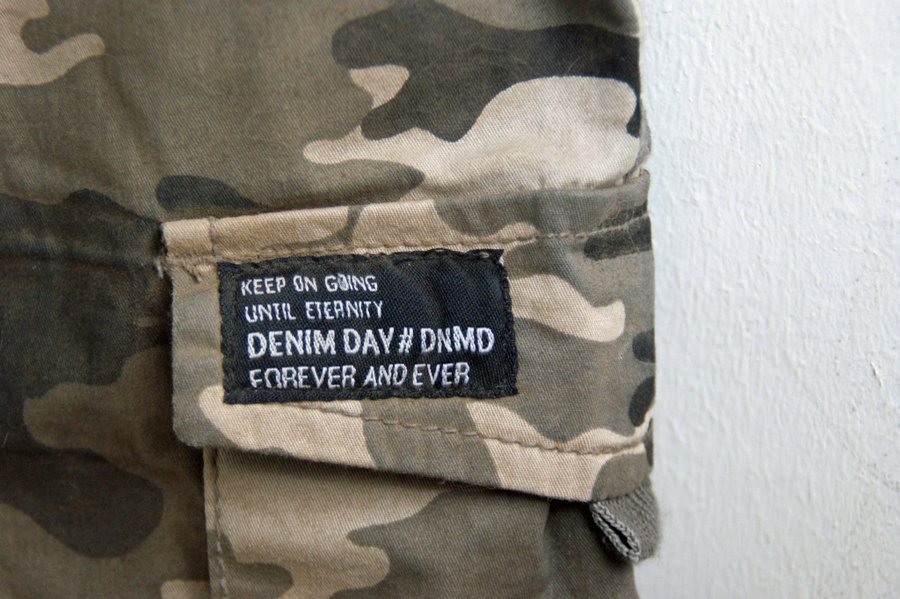 KEEP ON GOING
UNTIL ETERNITY
DENIM DAY # DNMD
FOREVER AND EVER